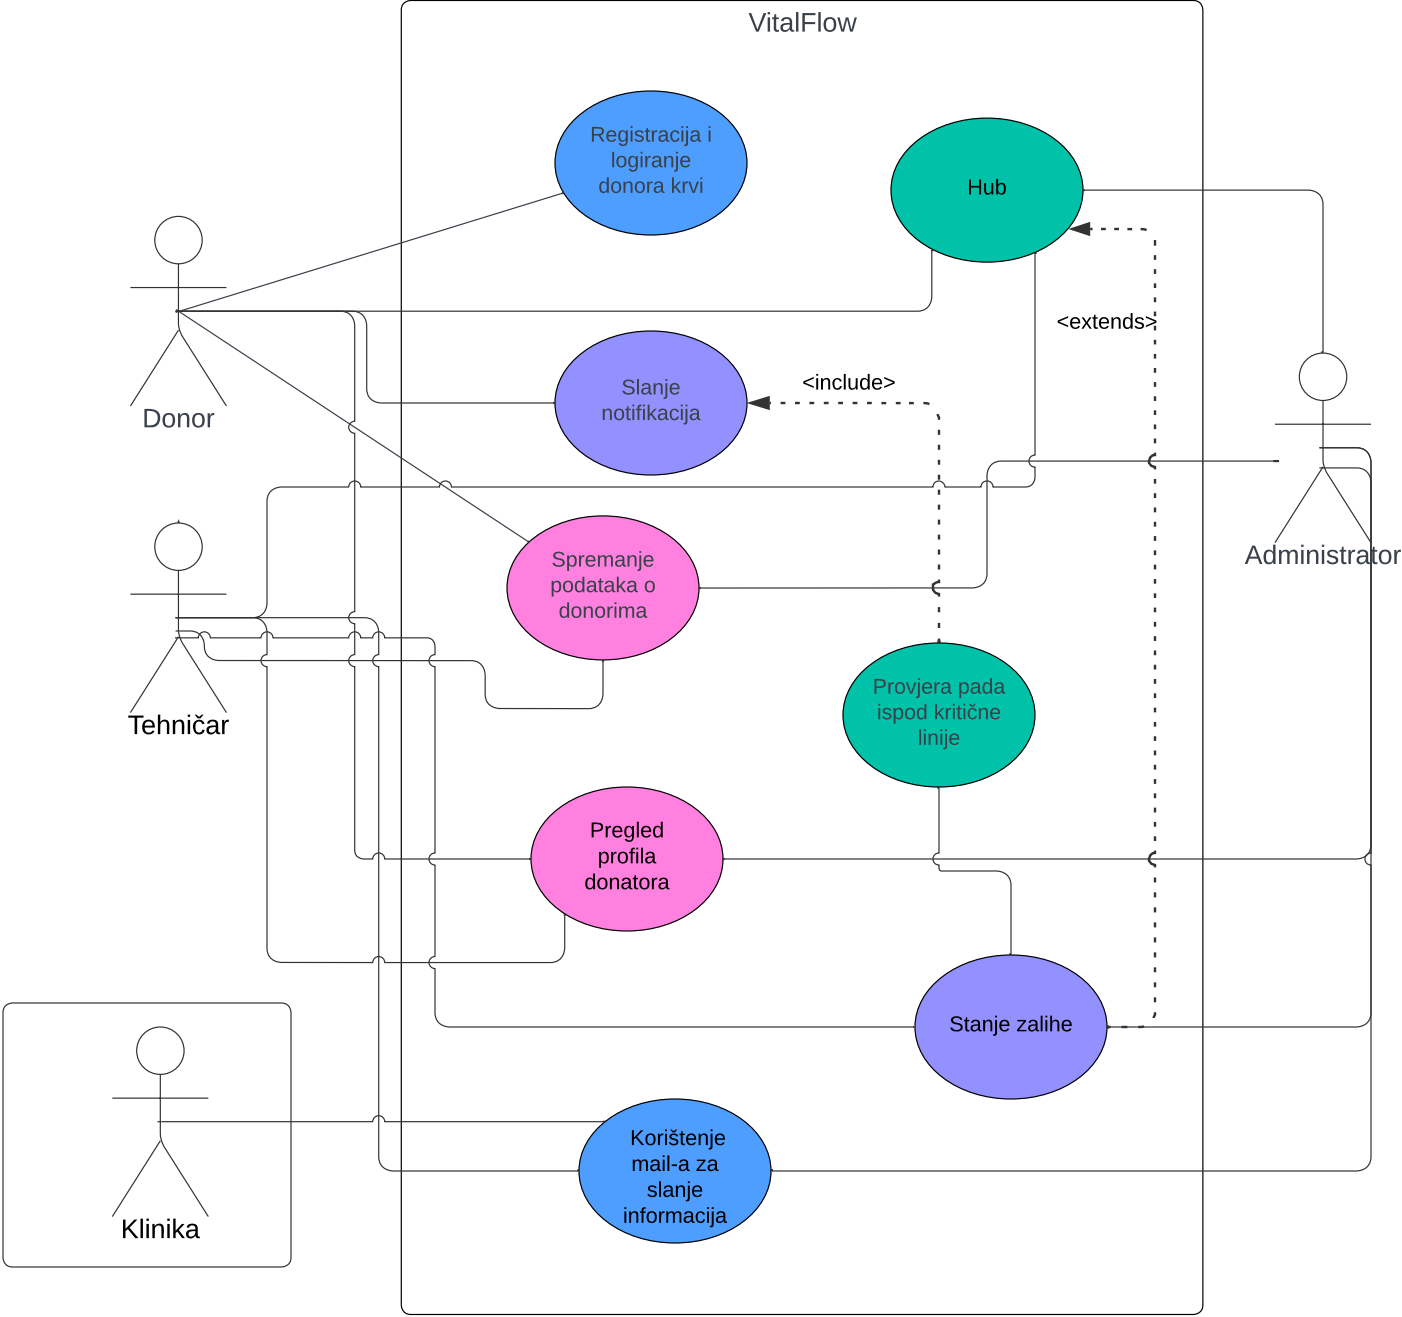 VitalFlow
Registracija i
logiranje
donora krvi
Hub
<extends>
Donor
Slanje
notifikacija
<include>
Administrator
Spremanje
podataka o
donorima
Tehničar
Provjera pada
ispod kritične
linije
Pregled
profila
donatora
Stanje zalihe
Klinika
Korištenje
mail-a za
slanje
informacija